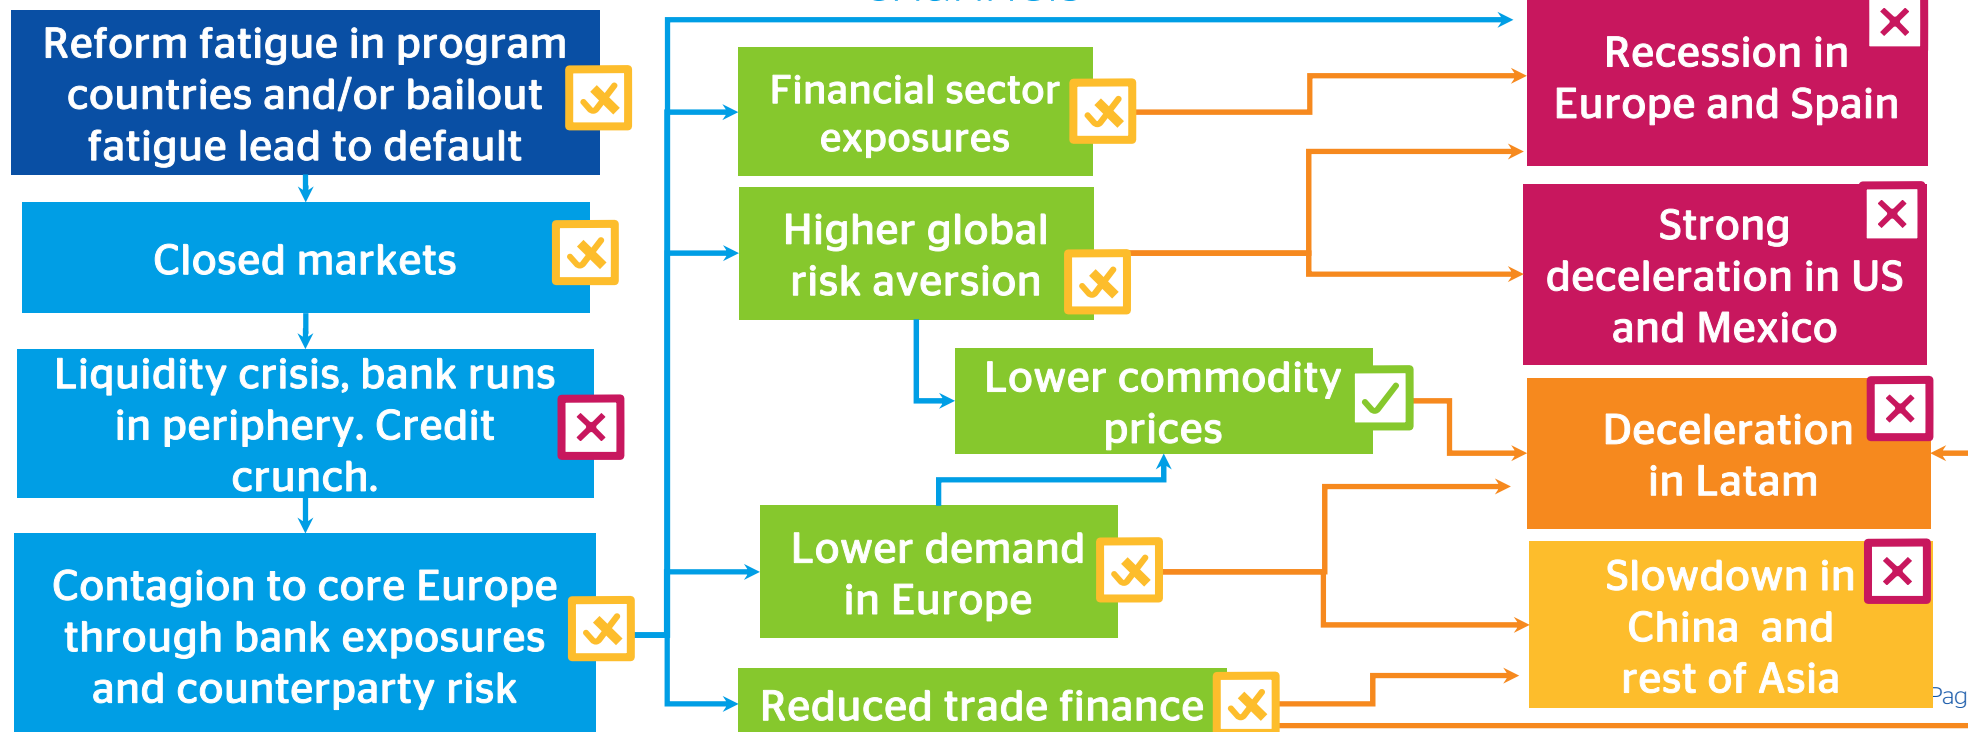 Reform fatigue in program
countries and/or bailout
fatigue lead to default
Closed markets
Liquidity crisis, bank runs
in periphery. Credit
crunch.
Contagion to core Europe
through bank exposures
and counterparty risk
Financial sector
exposures
Higher global
risk aversion
Lower commodity
prices
Lower demand
in Europe
Reduced trade finance
Recession in
Europe and Spain
Strong
deceleration in US
and Mexico
Deceleration
in Latam
Slowdown in
China and
rest of Asia
Pag